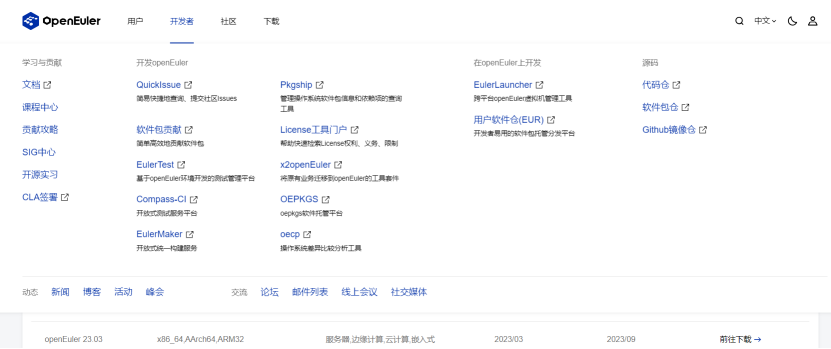 openEuler 用户 开发者 社区 下载 中文
学习与贡献
文档
课程中心
贡献攻略
SIG中心
开源实习
CLA签署
开发openEuler
QuickIssue
简易快捷地查询、提交社区Issues
软件包贡献
简单高效地贡献软件包
EulerTest
基于openEuler环境开发的测试管理平台
Compass-CI
开放式测试服务平台
EulerMaker
开放式统一构建服务
Pkgship
管理操作系统软件包信息和依赖项的查询
工具
License工具门户
帮助快速检索License权利、义务、限制
x2openEuler
将原有业务迁移到openEuler的工具套件
OEPKGS
oepkgs软件托管平台
oecp
操作系统差异比较分析工具
在openEuler上开发
EulerLauncher
跨平台openEuler虚拟机管理工具
用户软件仓(EUR)
开发者易用的软件包托管分发平台
源码
代码仓
软件包仓
Github镜像仓
动态 新闻 博客 活动 峰会 交流 论坛 邮件列表 线上会议 社交媒体
openEuler 23.03 x86_64,AArch64,ARM32 服务器,边缘计算,云计算,嵌入式 2023/03 2023/09 前往下载